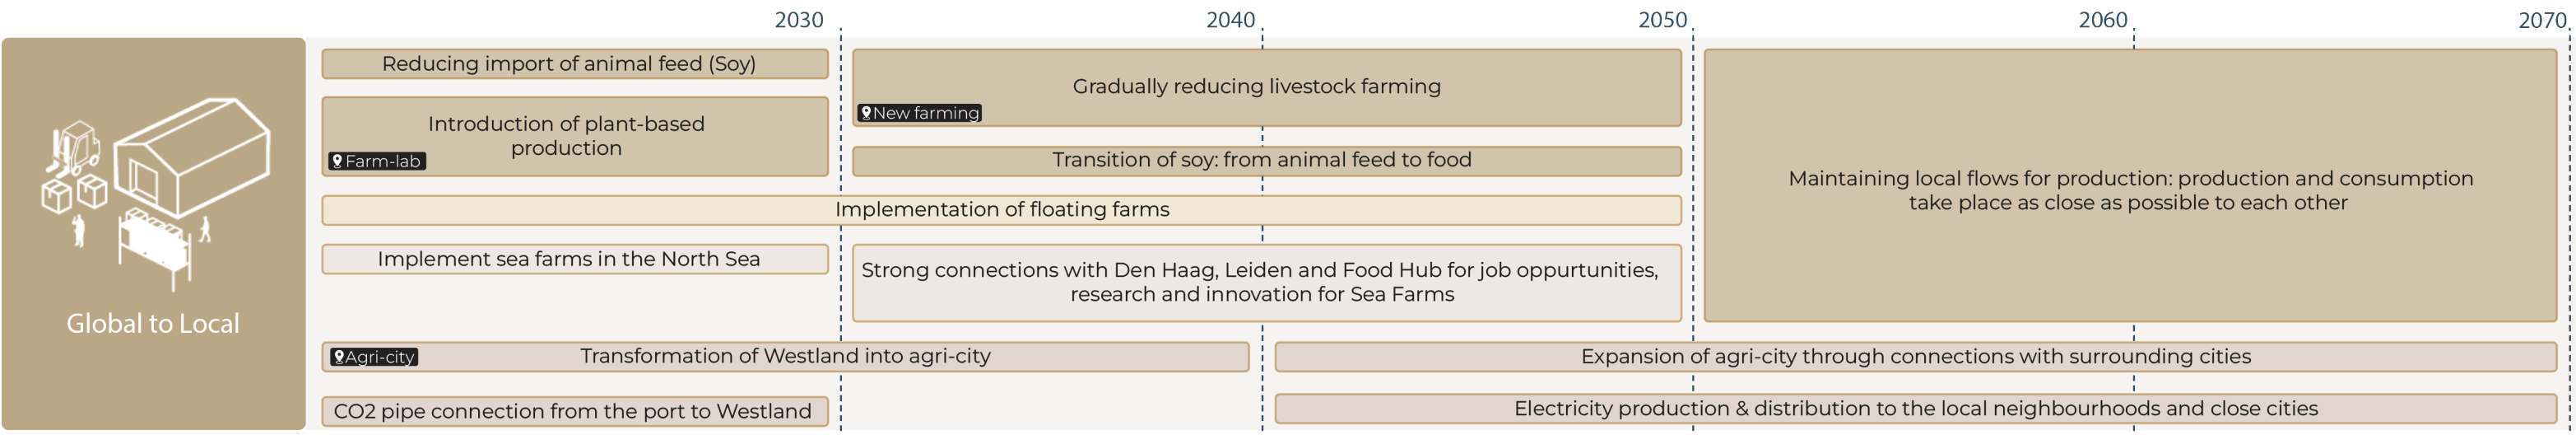 2030
2040
2050
2060
2070
Global to Local
Reducing import of animal feed (Soy)
Introduction of plant-based
production
Farm-lab
Gradually reducing livestock farming
New farming
Transition of soy: from animal feed to food
Implementation of floating farms
Implement sea farms in the North Sea
Strong connections with Den Haag, Leiden and Food Hub for job oppurtunities,
research and innovation for Sea Farms
Maintaining local flows for production: production and consumption
take place as close as possible to each other
Agri-city
Transformation of Westland into agri-city
Expansion of agri-city through connections with surrounding cities
CO2 pipe connection from the port to Westland
Electricity production & distribution to the local neighbourhoods and close cities